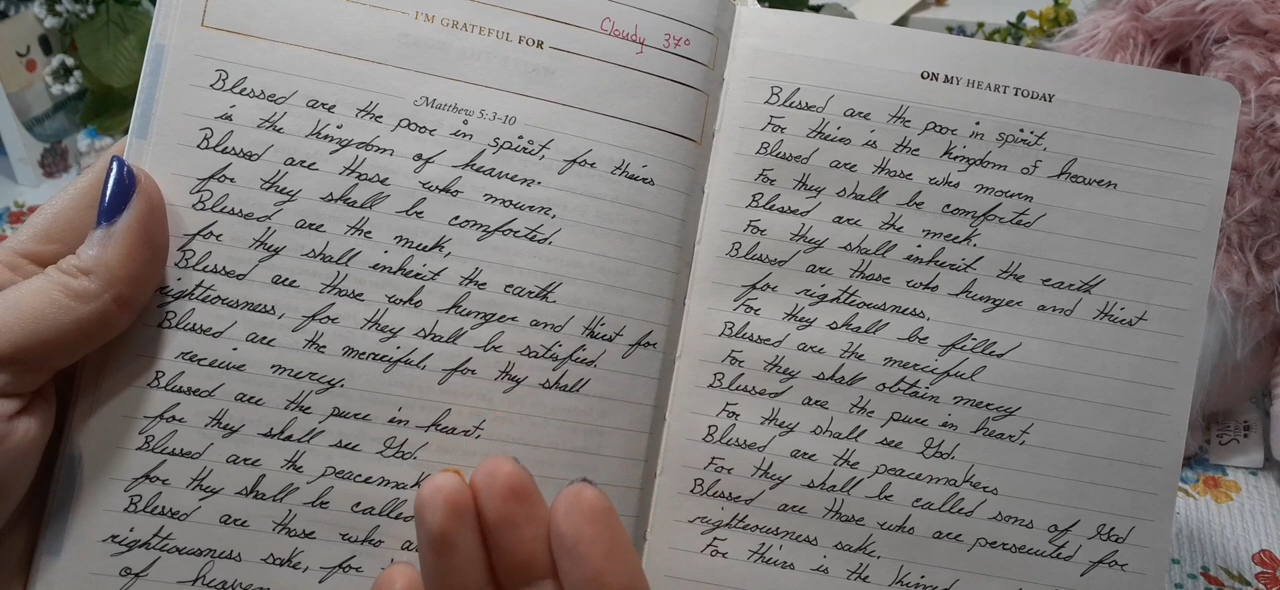 I'M GRATEFUL FOR
Cloudy 37°
Matthew 5:3-10
Blessed are the poor in spirit, for theirs
is the kingdom of heaven.
Blessed are those who mourn,
for they shall be comforted.
Blessed are the meek,
for they shall inherit the earth
Blessed are those who hunger and thirst for
righteousness, for they shall be satisfied.
Blessed are the merciful, for they shall
receive mercy.
Blessed are the pure in heart,
for they shall see God.
Blessed are the peacemak
for they shall be called
Blessed are those who a
righteousness sake, for
of heaven
ON MY HEART TODAY
Blessed are the poor in spirit,
For theirs is the kingdom of heaven
Blessed are those who mourn
For they shall be comforted
Blessed are the meek.
For they shall inherit the earth
Blessed are those who hunger and thirst
for righteousness.
For they shall be filled
Blessed are the merciful
For they shall obtain mercy
Blessed are the pure in heart,
For they shall see God.
Blessed are the peacemakers
For they shall be called sons of God
Blessed are those who are persecuted for
righteousness sake,
For theirs is the